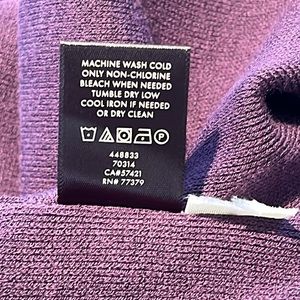 MACHINE WASH COLD
ONLY NON-CHLORINE
BLEACH WHEN NEEDED
TUMBLE DRY LOW
COOL IRON IF NEEDED
OR DRY CLEAN
448833
70314
CA#57421
RN# 77379